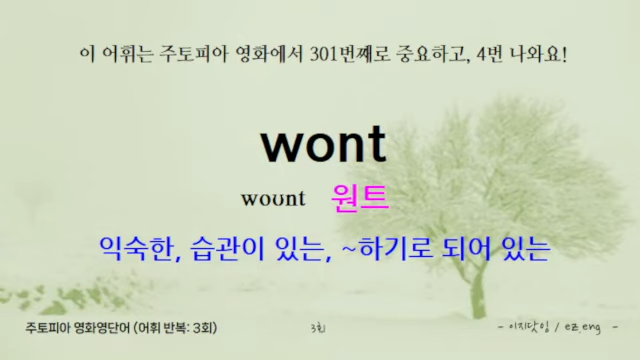 이 어휘는 주토피아 영화에서 301번째로 중요하고, 4번 나와요!
wont
woʊnt 원트
익숙한, 습관이 있는, ~하기로 되어 있는
주토피아 영화영단어 (어휘 반복: 3회) 3회 - 이지닷잉 / ez.eng -